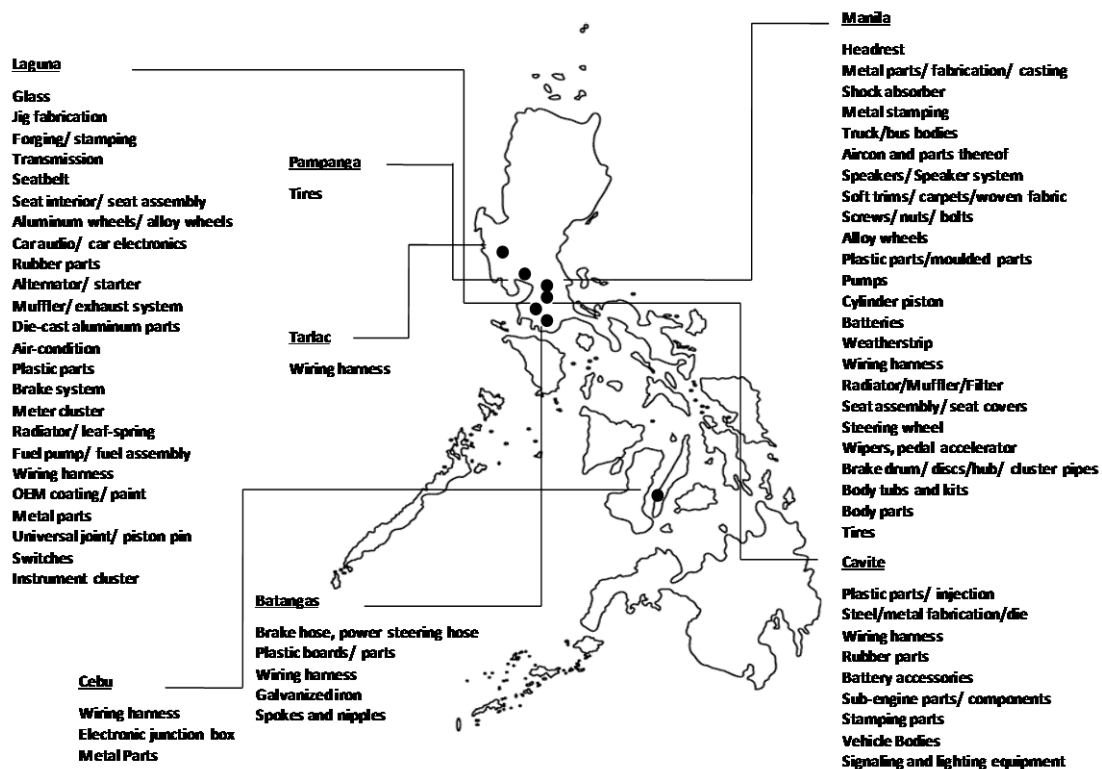 Laguna
Glass
Jig fabrication
Forging/ stamping
Transmission
Seatbelt
Seat interior/ seat assembly
Aluminum wheels/ alloy wheels
Car audio/ car electronics
Rubber parts
Alternator/ starter
Muffler/ exhaust system
Die-cast aluminum parts
Air-condition
Plastic parts
Brake system
Meter cluster
Radiator/ leaf-spring
Fuel pump/ fuel assembly
Wiring harness
OEM coating/ paint
Metal parts
Universal joint/ piston pin
Switches
Instrument cluster
Pampanga
Tires
Tarlac
Wiring harness
Cebu
Wiring harness
Electronic junction box
Metal Parts
Batangas
Brake hose, power steering hose
Plastic boards/ parts
Wiring harness
Galvanized iron
Spokes and nipples
Manila
Headrest
Metal parts/ fabrication/ casting
Shock absorber
Metal stamping
Truck/bus bodies
Aircon and parts thereof
Speakers/ Speaker system
Soft trims/ carpets/woven fabric
Screws/ nuts/ bolts
Alloy wheels
Plastic parts/moulded parts
Pumps
Cylinder piston
Batteries
Weatherstrip
Wiring harness
Radiator/Muffler/Filter
Seat assembly/ seat covers
Steering wheel
Wipers, pedal accelerator
Brake drum/ discs/hub/ cluster pipes
Body tubs and kits
Body parts
Tires
Cavite
Plastic parts/ injection
Steel/metal fabrication/die
Wiring harness
Rubber parts
Battery accessories
Sub-engine parts/ components
Stamping parts
Vehicle Bodies
Signaling and lighting equipment